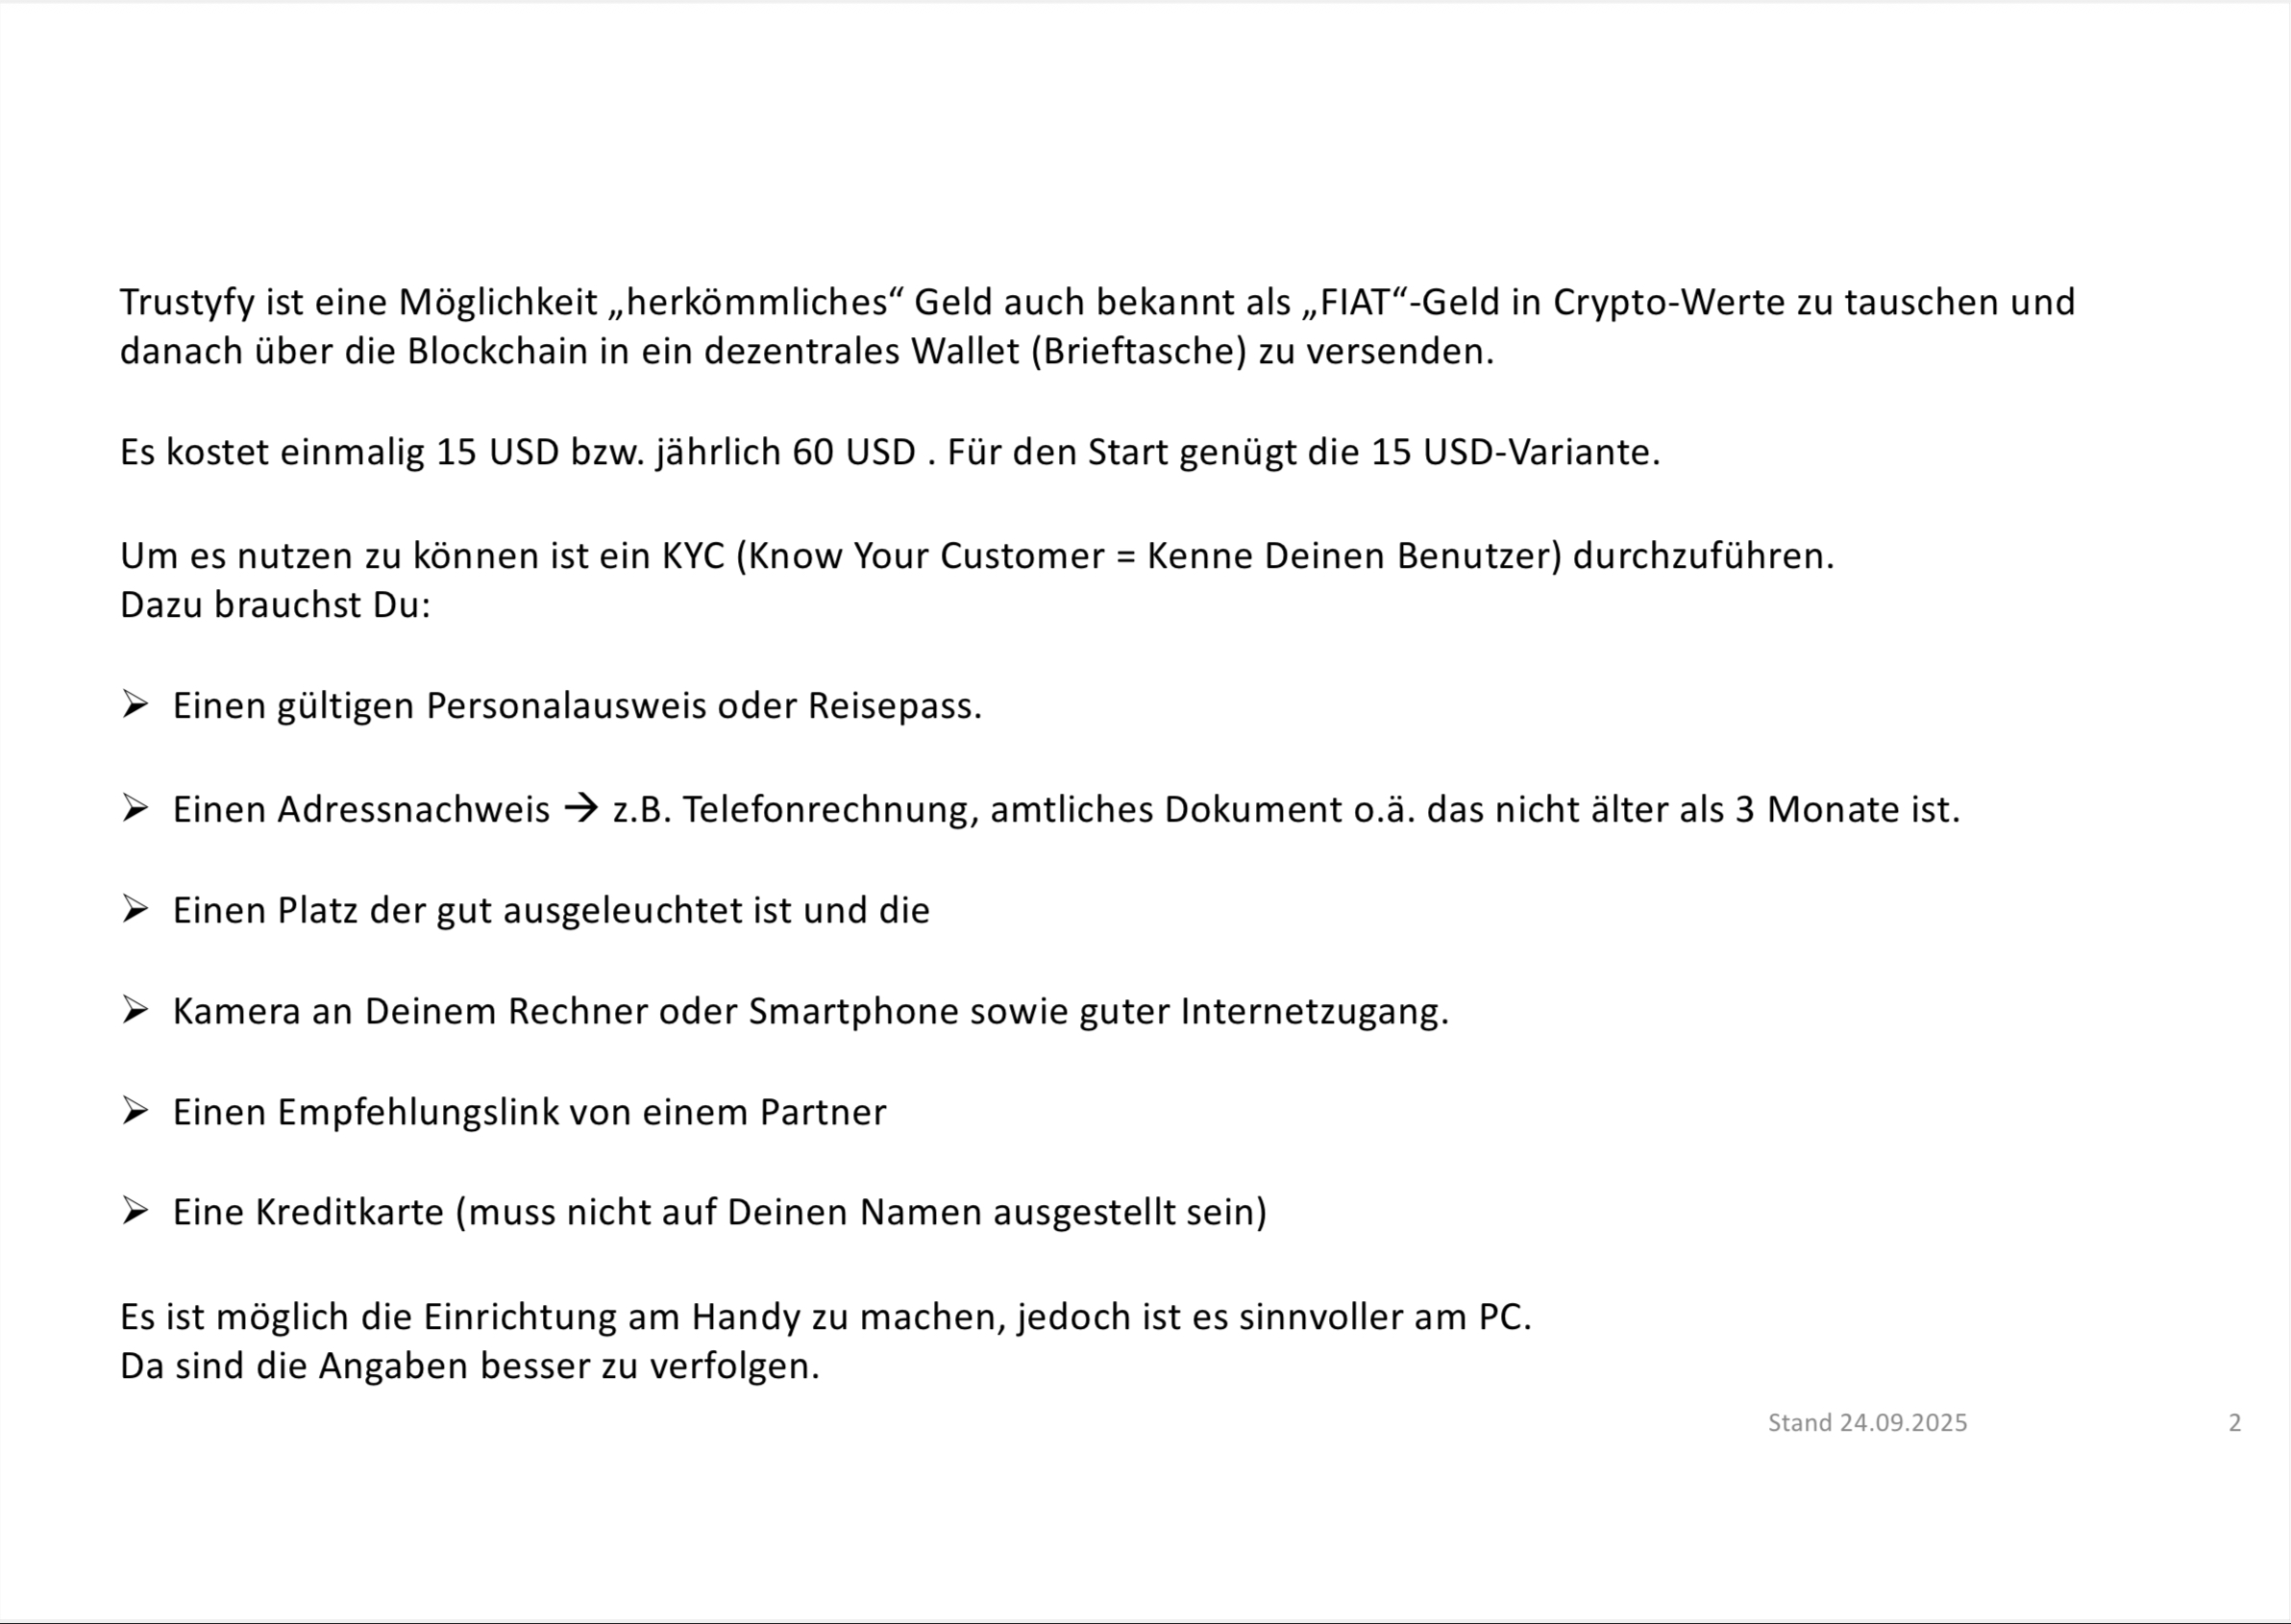 Trustyfy ist eine Möglichkeit „herkömmliches“ Geld auch bekannt als „FIAT“-Geld in Crypto-Werte zu tauschen und
danach über die Blockchain in ein dezentrales Wallet (Brieftasche) zu versenden.
Es kostet einmalig 15 USD bzw. jährlich 60 USD . Für den Start genügt die 15 USD-Variante.
Um es nutzen zu können ist ein KYC (Know Your Customer = Kenne Deinen Benutzer) durchzuführen.
Dazu brauchst Du:
➢ Einen gültigen Personalausweis oder Reisepass.
➢ Einen Adressnachweis → z.B. Telefonrechnung, amtliches Dokument o.ä. das nicht älter als 3 Monate ist.
➢ Einen Platz der gut ausgeleuchtet ist und die
➢ Kamera an Deinem Rechner oder Smartphone sowie guter Internetzugang.
➢ Einen Empfehlungslink von einem Partner
➢ Eine Kreditkarte (muss nicht auf Deinen Namen ausgestellt sein)
Es ist möglich die Einrichtung am Handy zu machen, jedoch ist es sinnvoller am PC.
Da sind die Angaben besser zu verfolgen.
Stand 24.09.2025 2